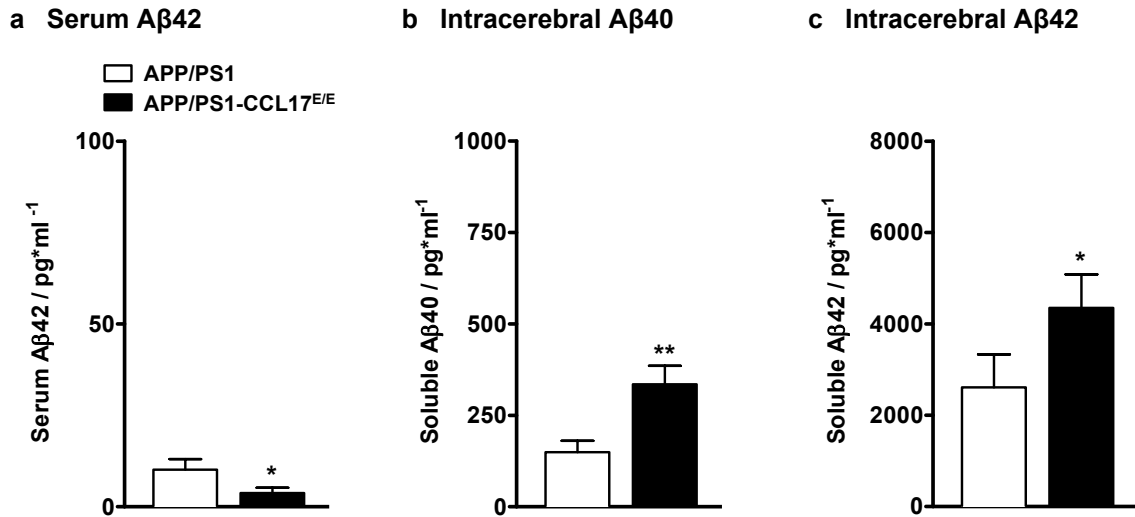 a Serum Aβ42
b Intracerebral Aβ40
c Intracerebral Aβ42
APP/PS1
APP/PS1-CCL17E/E
Serum Aβ42 / pg*ml -1
100
50
0
*
Soluble Aβ40 / pg*ml-1
1000
750
500
250
0
**
Soluble Aβ42 / pg*ml-1
8000
6000
4000
2000
0
*